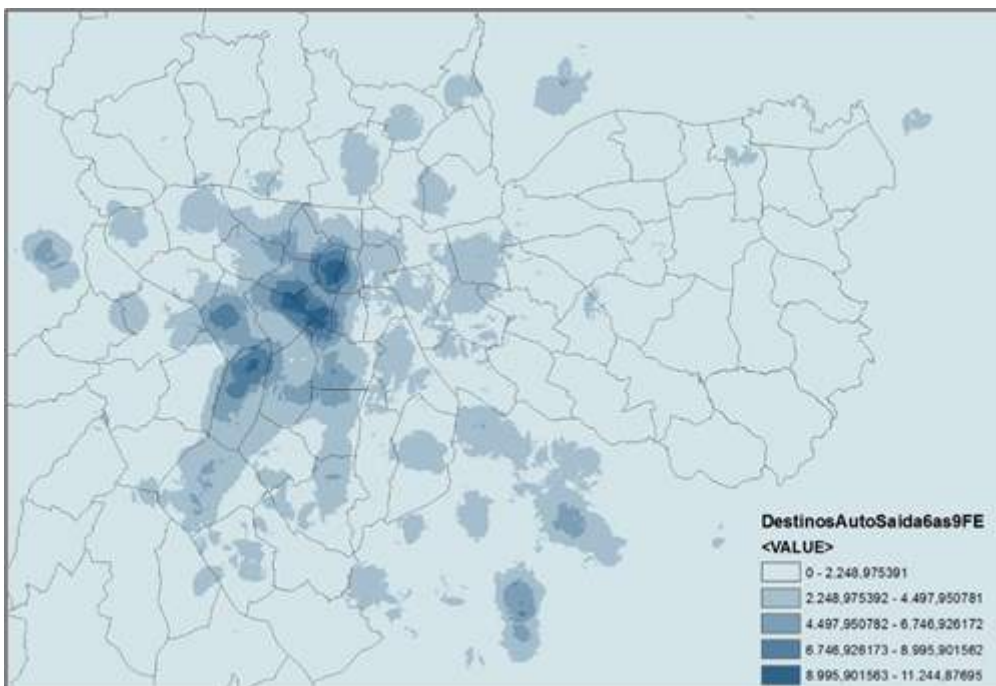 DestinosAutoSaida6as9FE
<VALUE>
0 - 2.248,975391
2.248,975392 - 4.497,950781
4.497,950782 - 6.746,926172
6.746,926173 - 8.995,901562
8.995,901563 - 11.244,87695